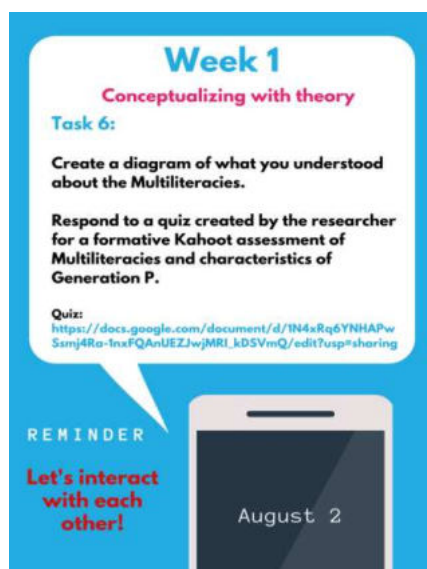 Week 1
Conceptualizing with theory
Task 6:
Create a diagram of what you understood
about the Multiliteracies.
Respond to a quiz created by the researcher
for a formative Kahoot assessment of
Multiliteracies and characteristics of
Generation P.
Quiz:
https://docs.google.com/document/d/1N4xRq6YNHAPw
Ssmj4Ra-1nxFQAnUEZJwjMRI_kDSVmQ/edit?usp=sharing
REMINDER
Let's interact
with each
other!
August 2